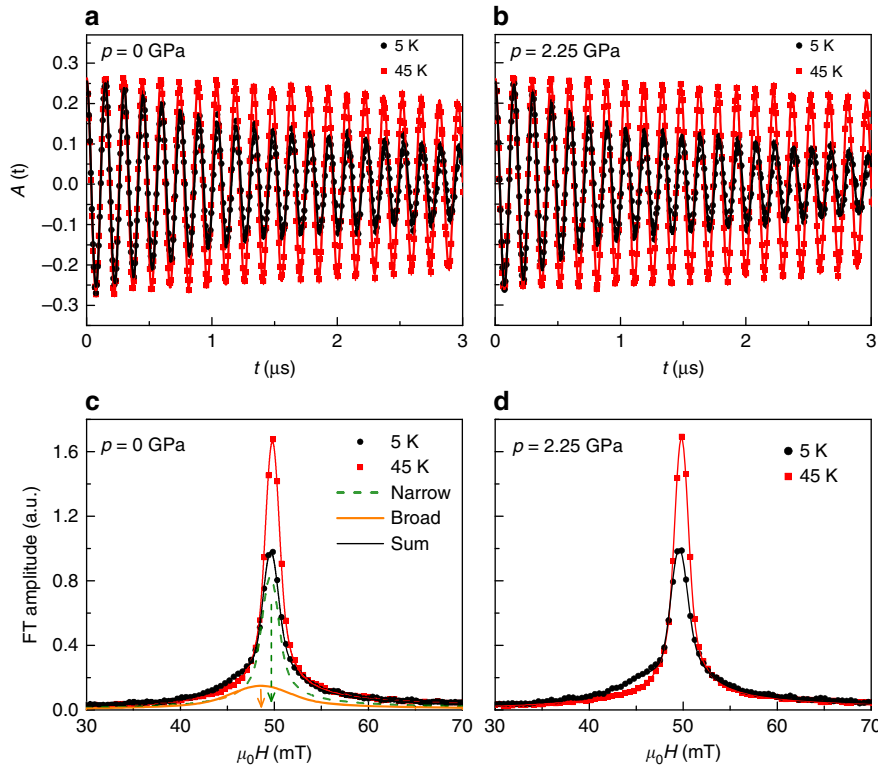 a
p = 0 GPa
5 K
45 K
0.3
0.2
0.1
0.0
–0.1
–0.2
–0.3
A (t)
0
1
2
3
t (μs)
b
p = 2.25 GPa
5 K
45 K
0
1
2
3
t (μs)
c
p = 0 GPa
5 K
45 K
Narrow
Broad
Sum
1.6
1.2
0.8
0.4
0.0
FT amplitude (a.u.)
30
40
50
60
70
μ0H (mT)
d
p = 2.25 GPa
5 K
45 K
30
40
50
60
70
μ0H (mT)